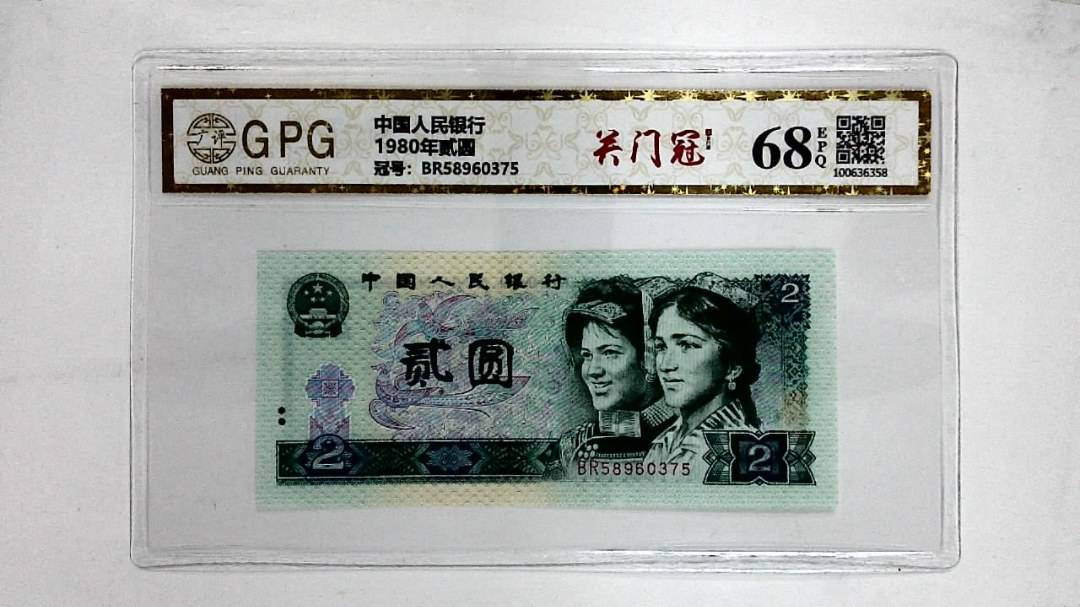 广评
GPG
GUANG PING GUARANTY
中国人民银行
1980年贰圆
冠号：BR58960375
关门冠
68
EPQ
100636358
中国人民银行
2
贰圆
2
BR58960375
2